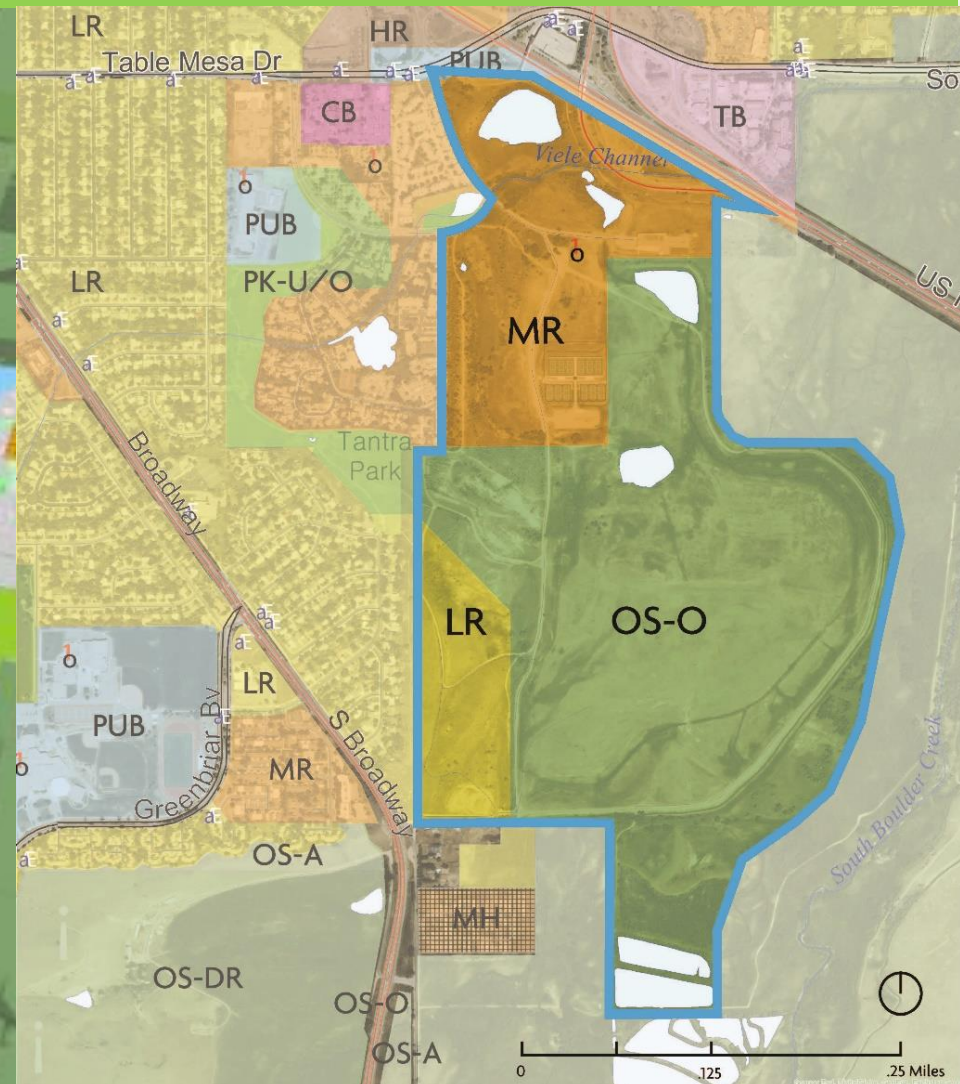 LR
HR
Table Mesa Dr
PUB
So
CB
TB
Viele Channel
PUB
LR
PK-U/O
US
MR
Tantra
Park
Broadway
LR
OS-O
LR
PUB
S Broadway
Greenbriar Bv
MR
South Boulder Creek
OS-A
MH
OS-DR
OS-O
OS-A
0
.125
.25 Miles